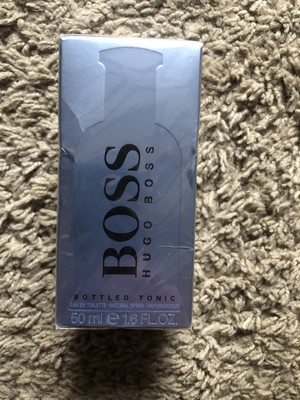 BOSS
HUGO BOSS
BOTTLED TONIC
EAU DE TOILETTE · NATURAL SPRAY · VAPORISATEUR
50 ml ℮ 1.6 FL.OZ.